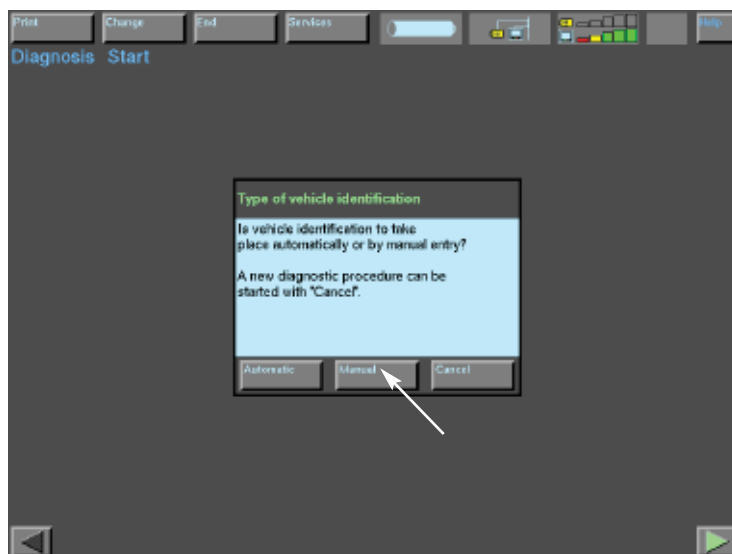 Print Change End Services Help
Diagnosis Start
Type of vehicle identification
Is vehicle identification to take
place automatically or by manual entry?
A new diagnostic procedure can be
started with "Cancel".
Automatic Manual Cancel